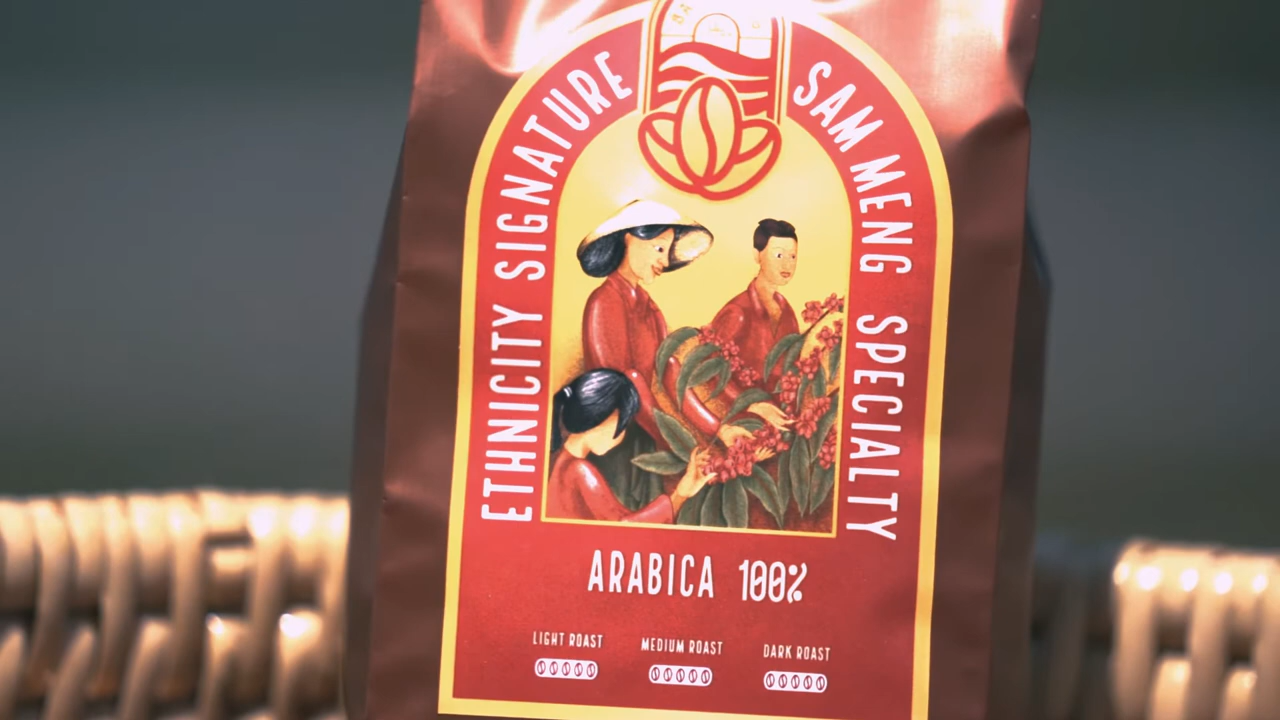 ETHNICITY SIGNATURE
SAM MENG SPECIALTY
ARABICA 100%
LIGHT ROAST MEDIUM ROAST DARK ROAST